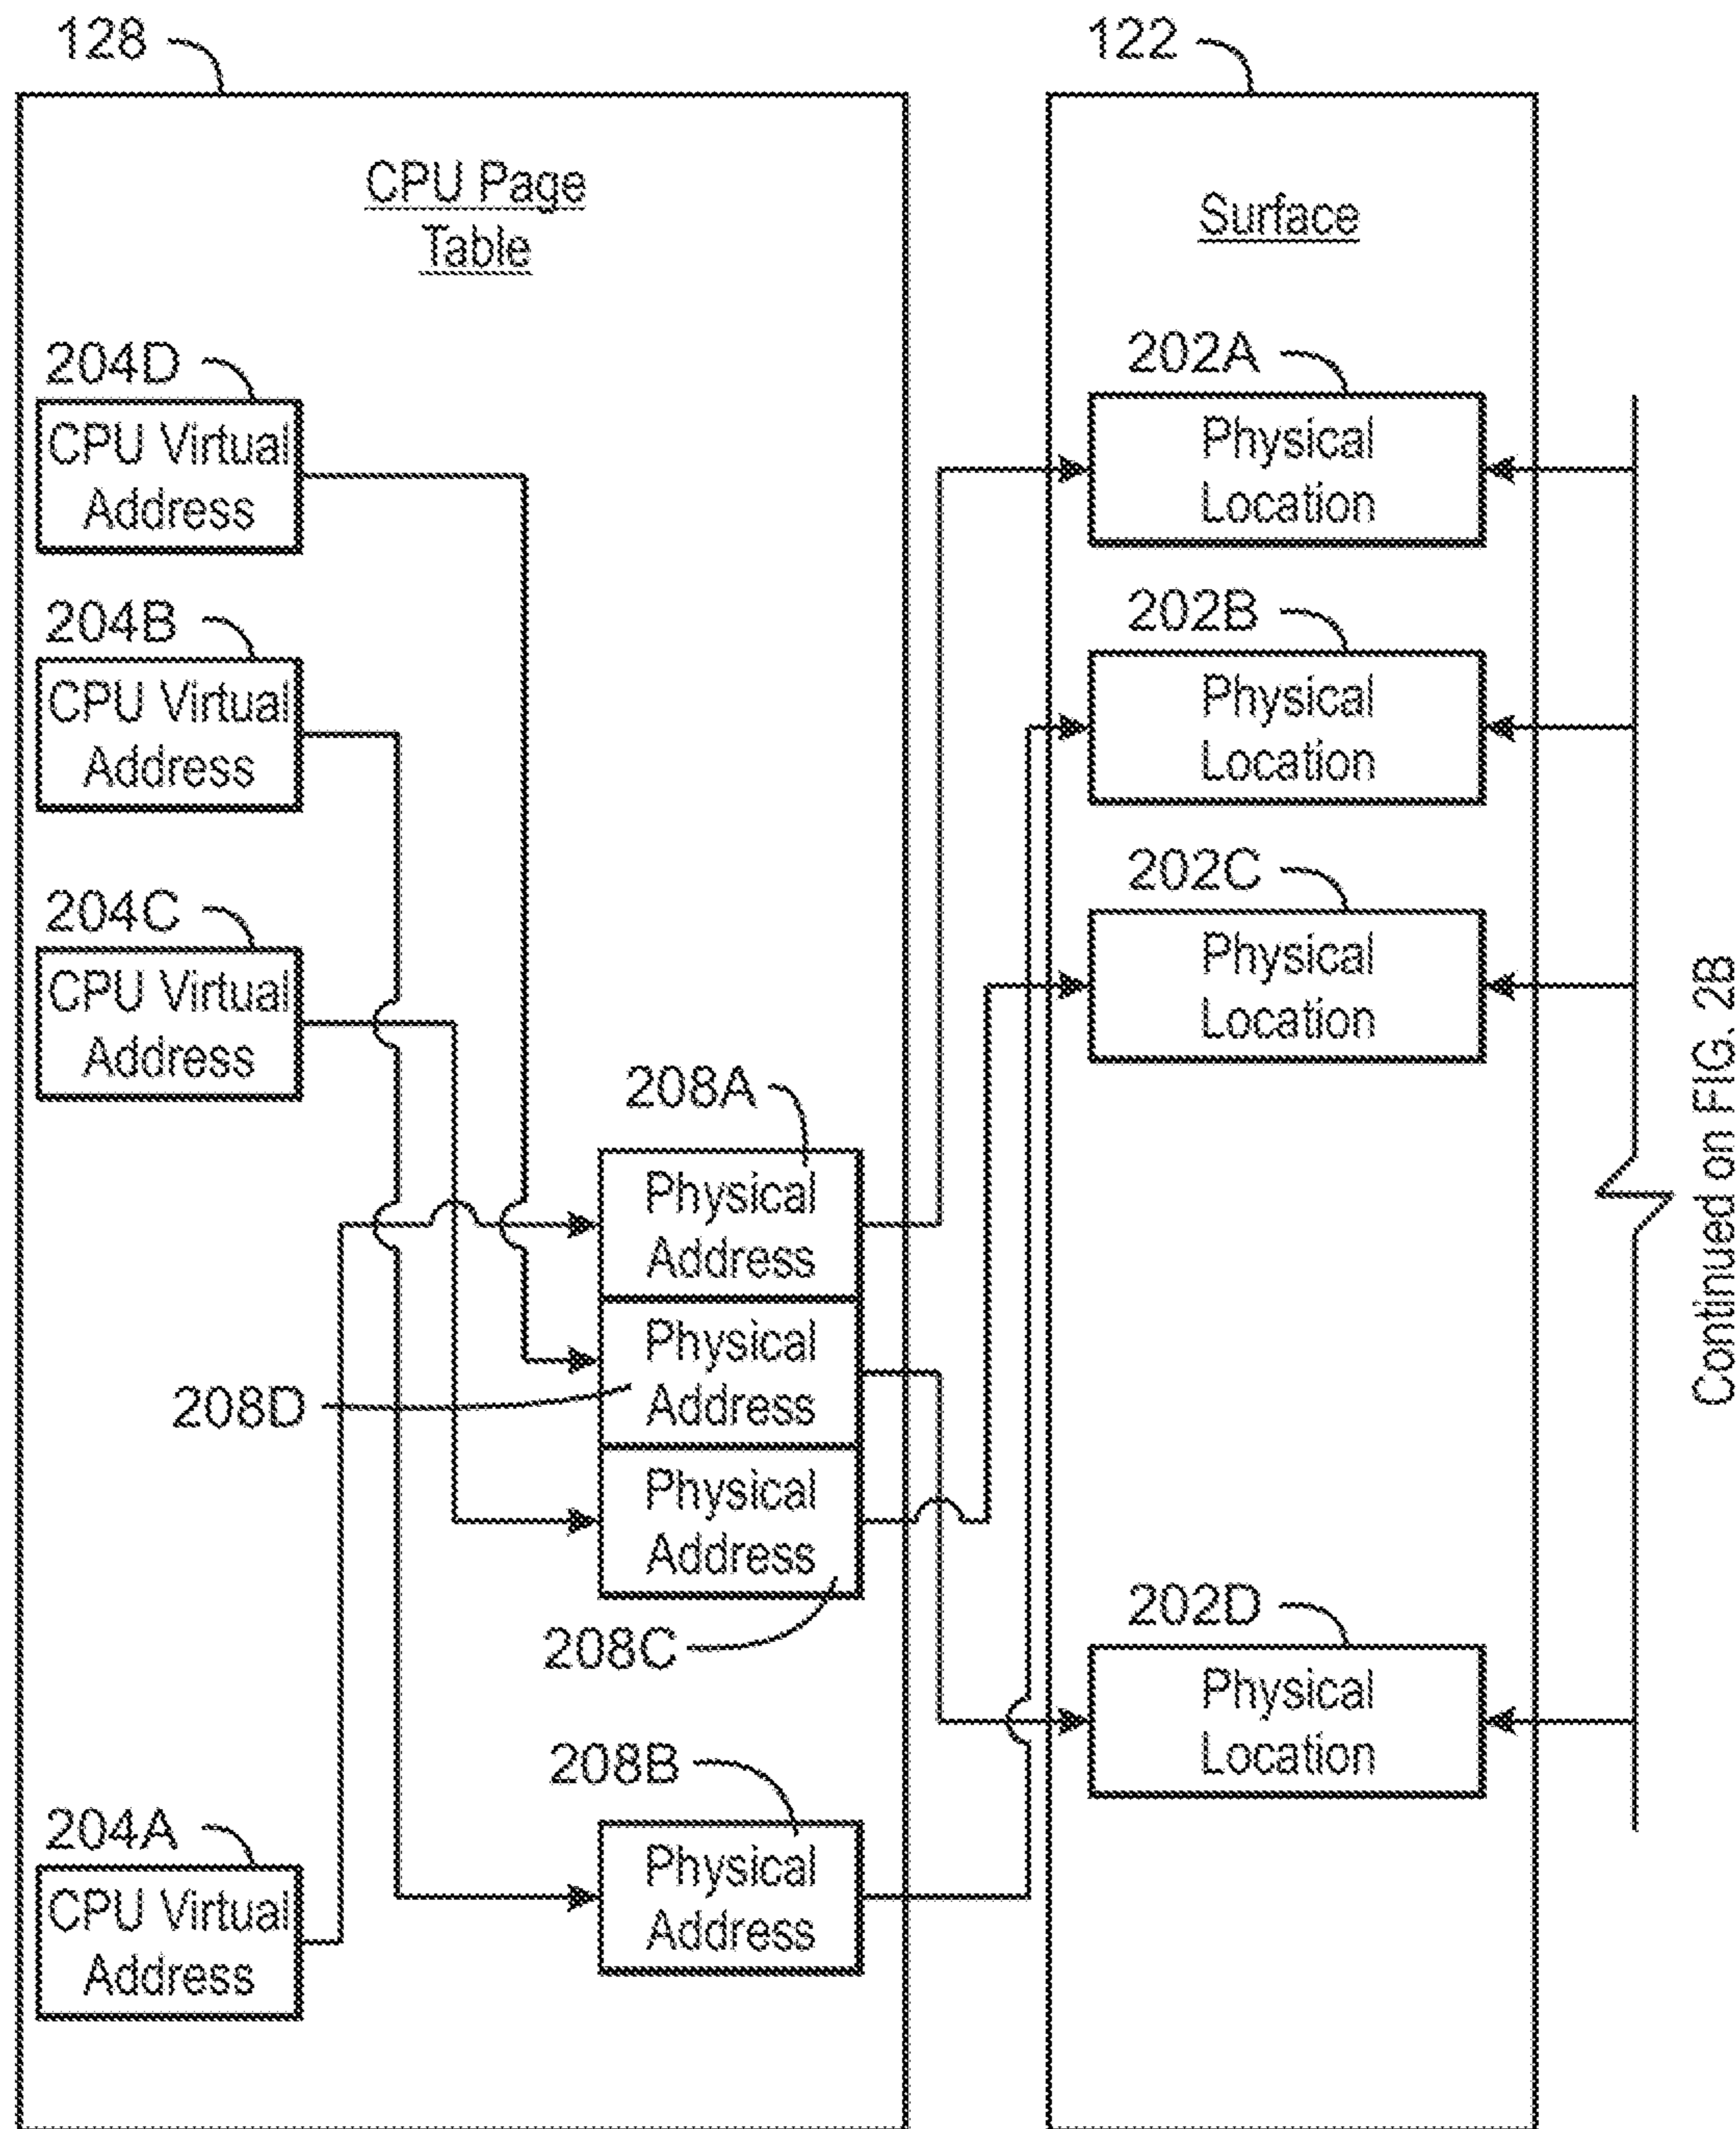 128
122
CPU Page
Table
Surface
204D
CPU Virtual
Address
204B
CPU Virtual
Address
204C
CPU Virtual
Address
208A
Physical
Address
Physical
Address
208D
Physical
Address
208C
208B
Physical
Address
204A
CPU Virtual
Address
202A
Physical
Location
202B
Physical
Location
202C
Physical
Location
202D
Physical
Location
Continued on FIG. 2B